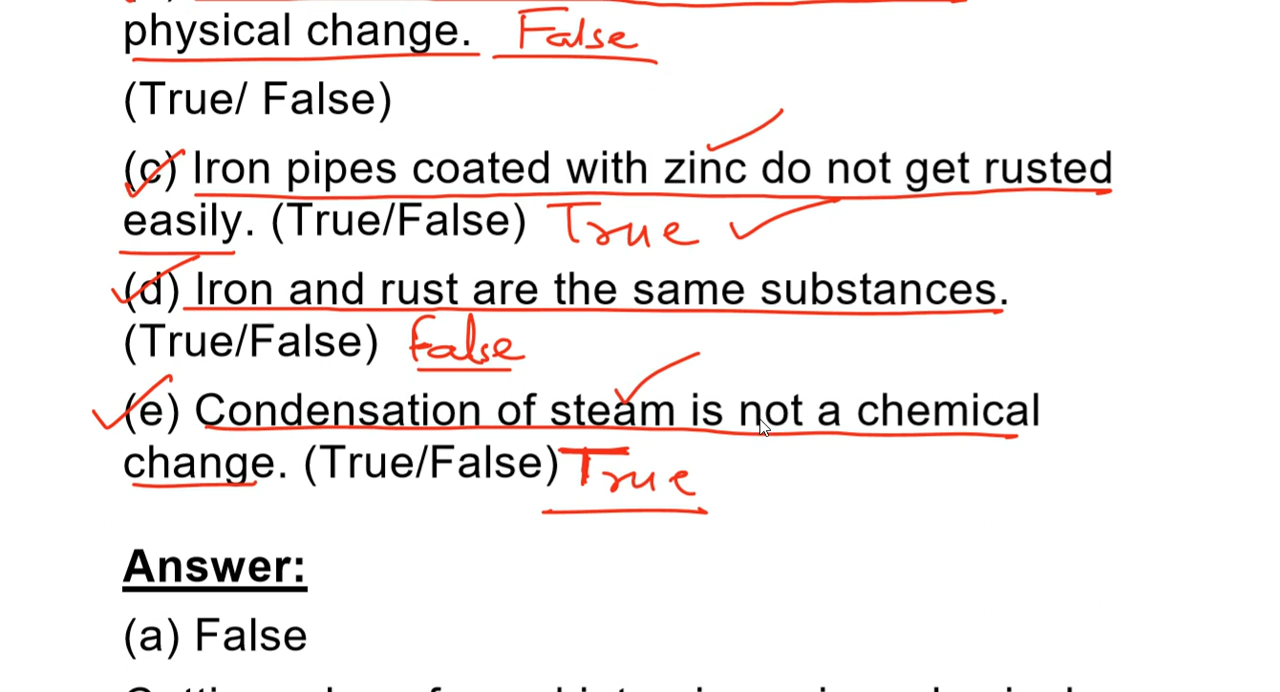 physical change. False
(True/ False)
(c) Iron pipes coated with zinc do not get rusted
easily. (True/False) True
(d) Iron and rust are the same substances.
(True/False) False
(e) Condensation of steam is not a chemical
change. (True/False) True
Answer:
(a) False